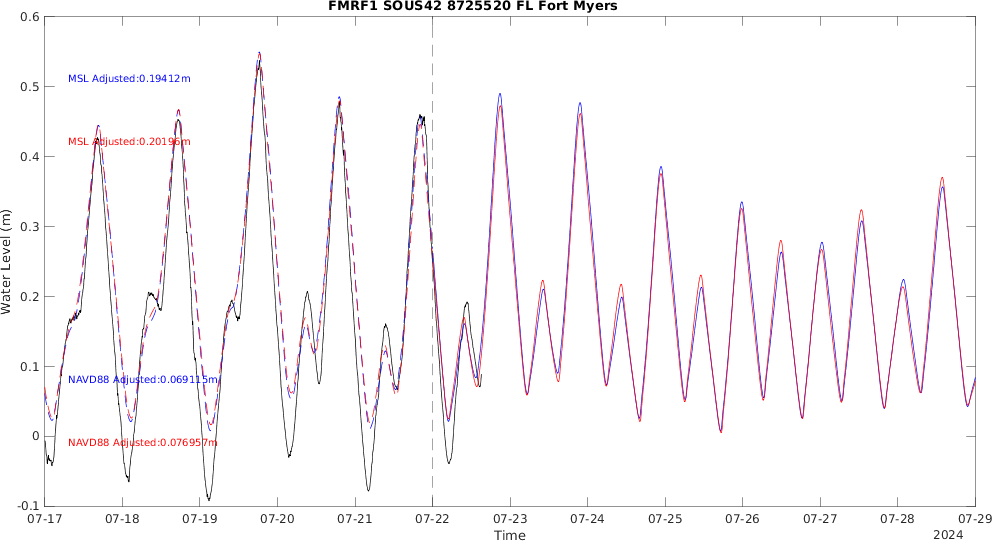 FMRF1 SOUS42 8725520 FL Fort Myers
0.6
0.5
0.4
0.3
0.2
0.1
0
-0.1
Water Level (m)
MSL Adjusted:0.19412m
MSL Adjusted:0.20196m
NAVD88 Adjusted:0.069115m
NAVD88 Adjusted:0.076957m
07-17 07-18 07-19 07-20 07-21 07-22 07-23 07-24 07-25 07-26 07-27 07-28 07-29
Time
2024